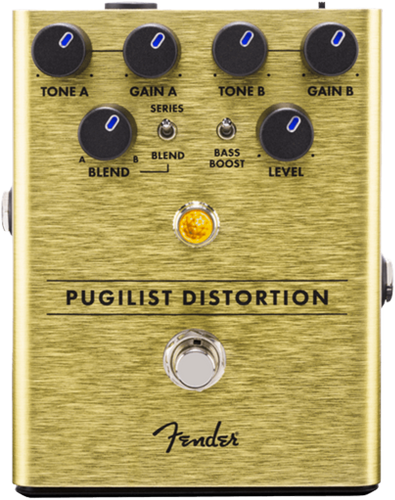 TONE A GAIN A TONE B GAIN B
SERIES
A B BLEND BASS
BLEND BOOST LEVEL
PUGILIST DISTORTION
Fender